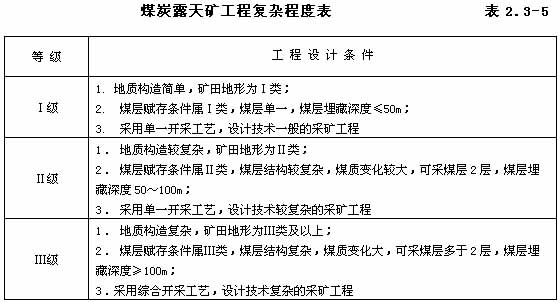 煤炭露天矿工程复杂程度表 表 2.3-5
等 级 工 程 设 计 条 件
Ⅰ级
1. 地质构造简单，矿田地形为Ⅰ类；
2. 煤层赋存条件属Ⅰ类，煤层单一，煤层埋藏深度≤50m；
3. 采用单一开采工艺，设计技术一般的采矿工程
Ⅱ级
1. 地质构造较复杂，矿田地形为Ⅱ类；
2. 煤层赋存条件属Ⅱ类，煤层结构较复杂，煤质变化较大，可采煤层2层，煤层埋
藏深度50～100m；
3. 采用单一开采工艺，设计技术较复杂的采矿工程
Ⅲ级
1. 地质构造复杂，矿田地形为Ⅲ类及以上；
2. 煤层赋存条件属Ⅲ类，煤层结构复杂，煤质变化大，可采煤层多于2层，煤层埋
藏深度≥100m；
3.采用综合开采工艺，设计技术复杂的采矿工程